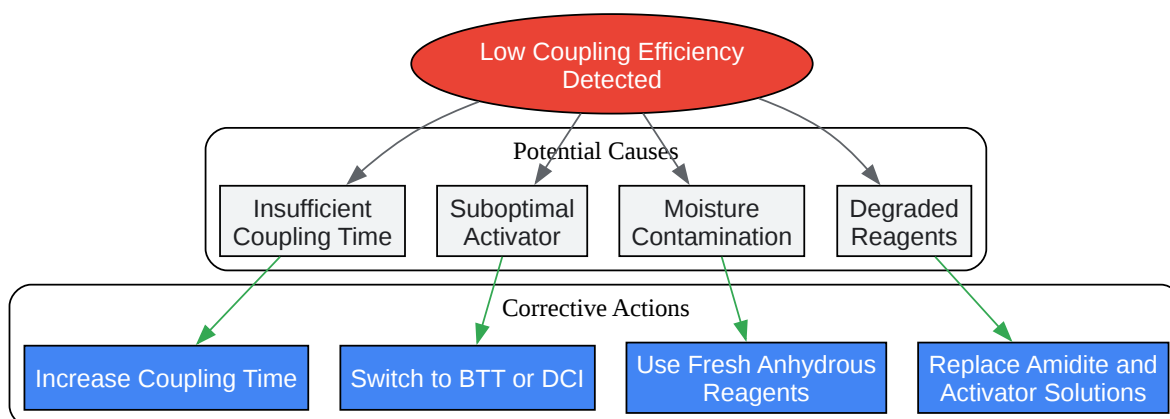 Low Coupling Efficiency
Detected
Potential Causes
Insufficient
Coupling Time
Suboptimal
Activator
Moisture
Contamination
Degraded
Reagents
Corrective Actions
Increase Coupling Time
Switch to BTT or DCI
Use Fresh Anhydrous
Reagents
Replace Amidite and
Activator Solutions